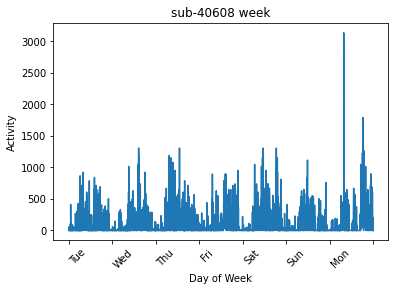 sub-40608 week
Activity
3000
2500
2000
1500
1000
500
0
Tue
Wed
Thu
Fri
Sat
Sun
Mon
Day of Week